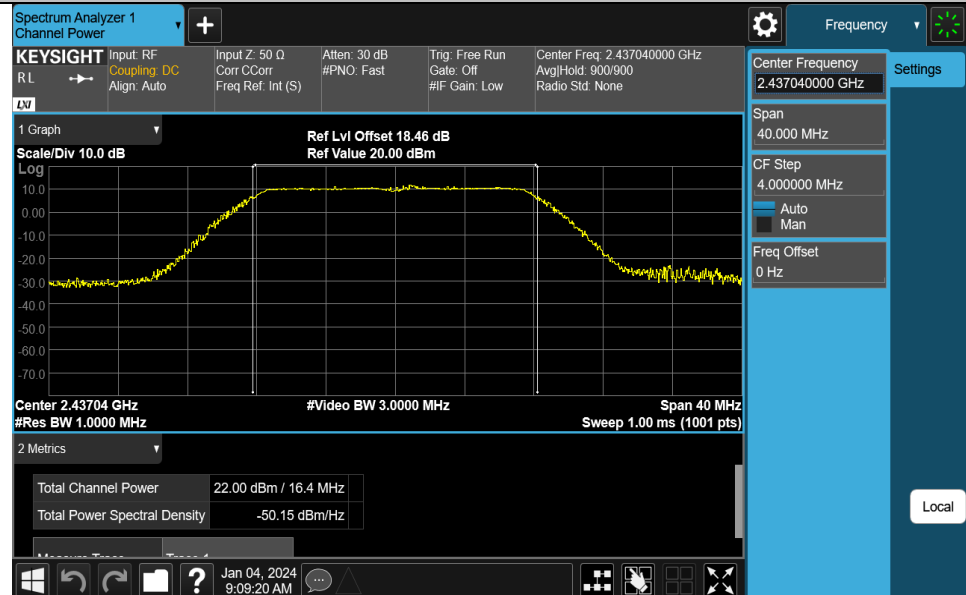 Spectrum Analyzer 1
Channel Power
+
Frequency
KEYSIGHT
R L
LXI
Input: RF
Coupling: DC
Align: Auto
Input Z: 50 Ω
Corr CCorr
Freq Ref: Int (S)
Atten: 30 dB
#PNO: Fast
Trig: Free Run
Gate: Off
#IF Gain: Low
Center Freq: 2.437040000 GHz
Avg|Hold: 900/900
Radio Std: None
Center Frequency
2.437040000 GHz
Settings
Span
40.000 MHz
CF Step
4.000000 MHz
Auto
Man
Freq Offset
0 Hz
1 Graph
Scale/Div 10.0 dB
Ref Lvl Offset 18.46 dB
Ref Value 20.00 dBm
Log
10.0
0.00
-10.0
-20.0
-30.0
-40.0
-50.0
-60.0
-70.0
Center 2.43704 GHz
#Video BW 3.0000 MHz
Span 40 MHz
#Res BW 1.0000 MHz
Sweep 1.00 ms (1001 pts)
2 Metrics
Total Channel Power 22.00 dBm / 16.4 MHz
Total Power Spectral Density -50.15 dBm/Hz
Measure Trace Trace 1
Local
?
Jan 04, 2024
9:09:20 AM